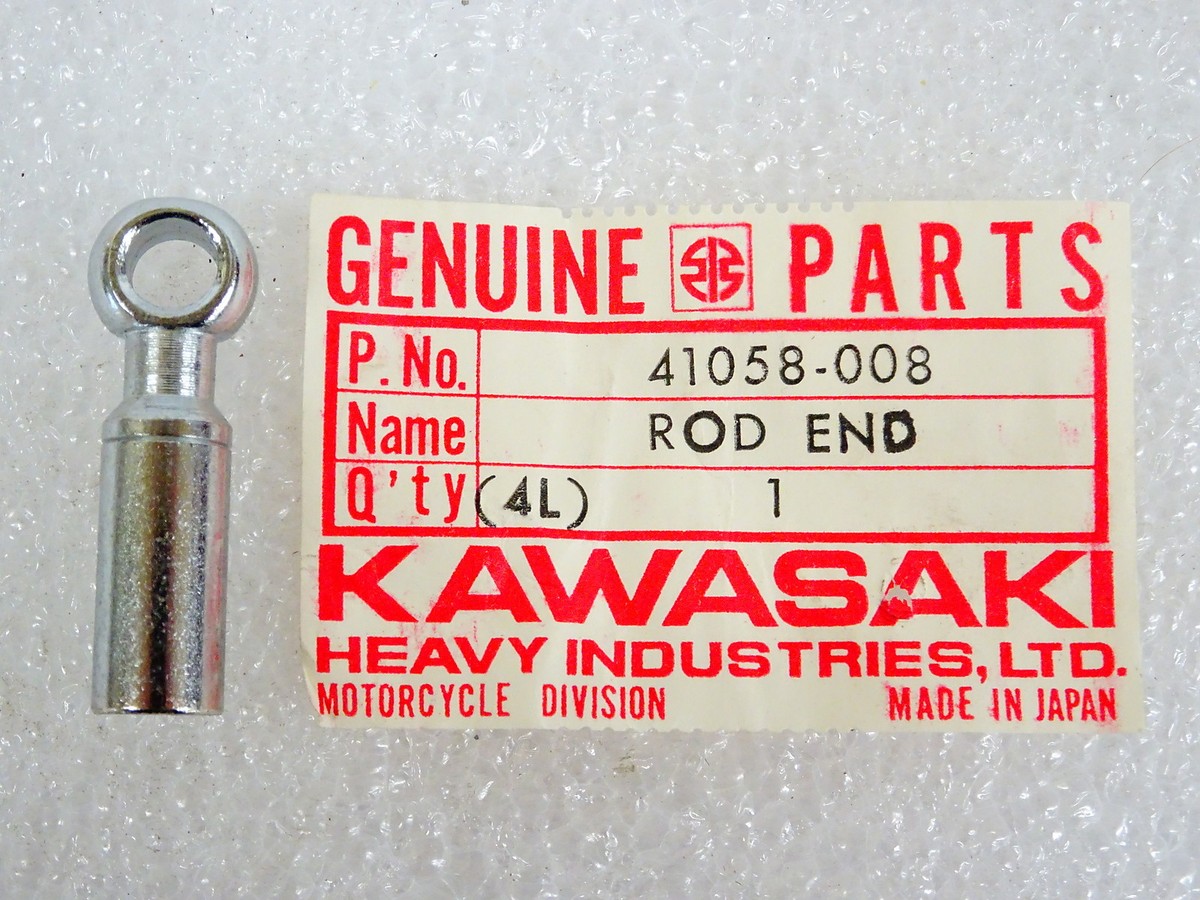 GENUINE PARTS
P. No. 41058-008
Name ROD END
Q'ty (4L) 1
KAWASAKI
HEAVY INDUSTRIES, LTD.
MOTORCYCLE DIVISION MADE IN JAPAN